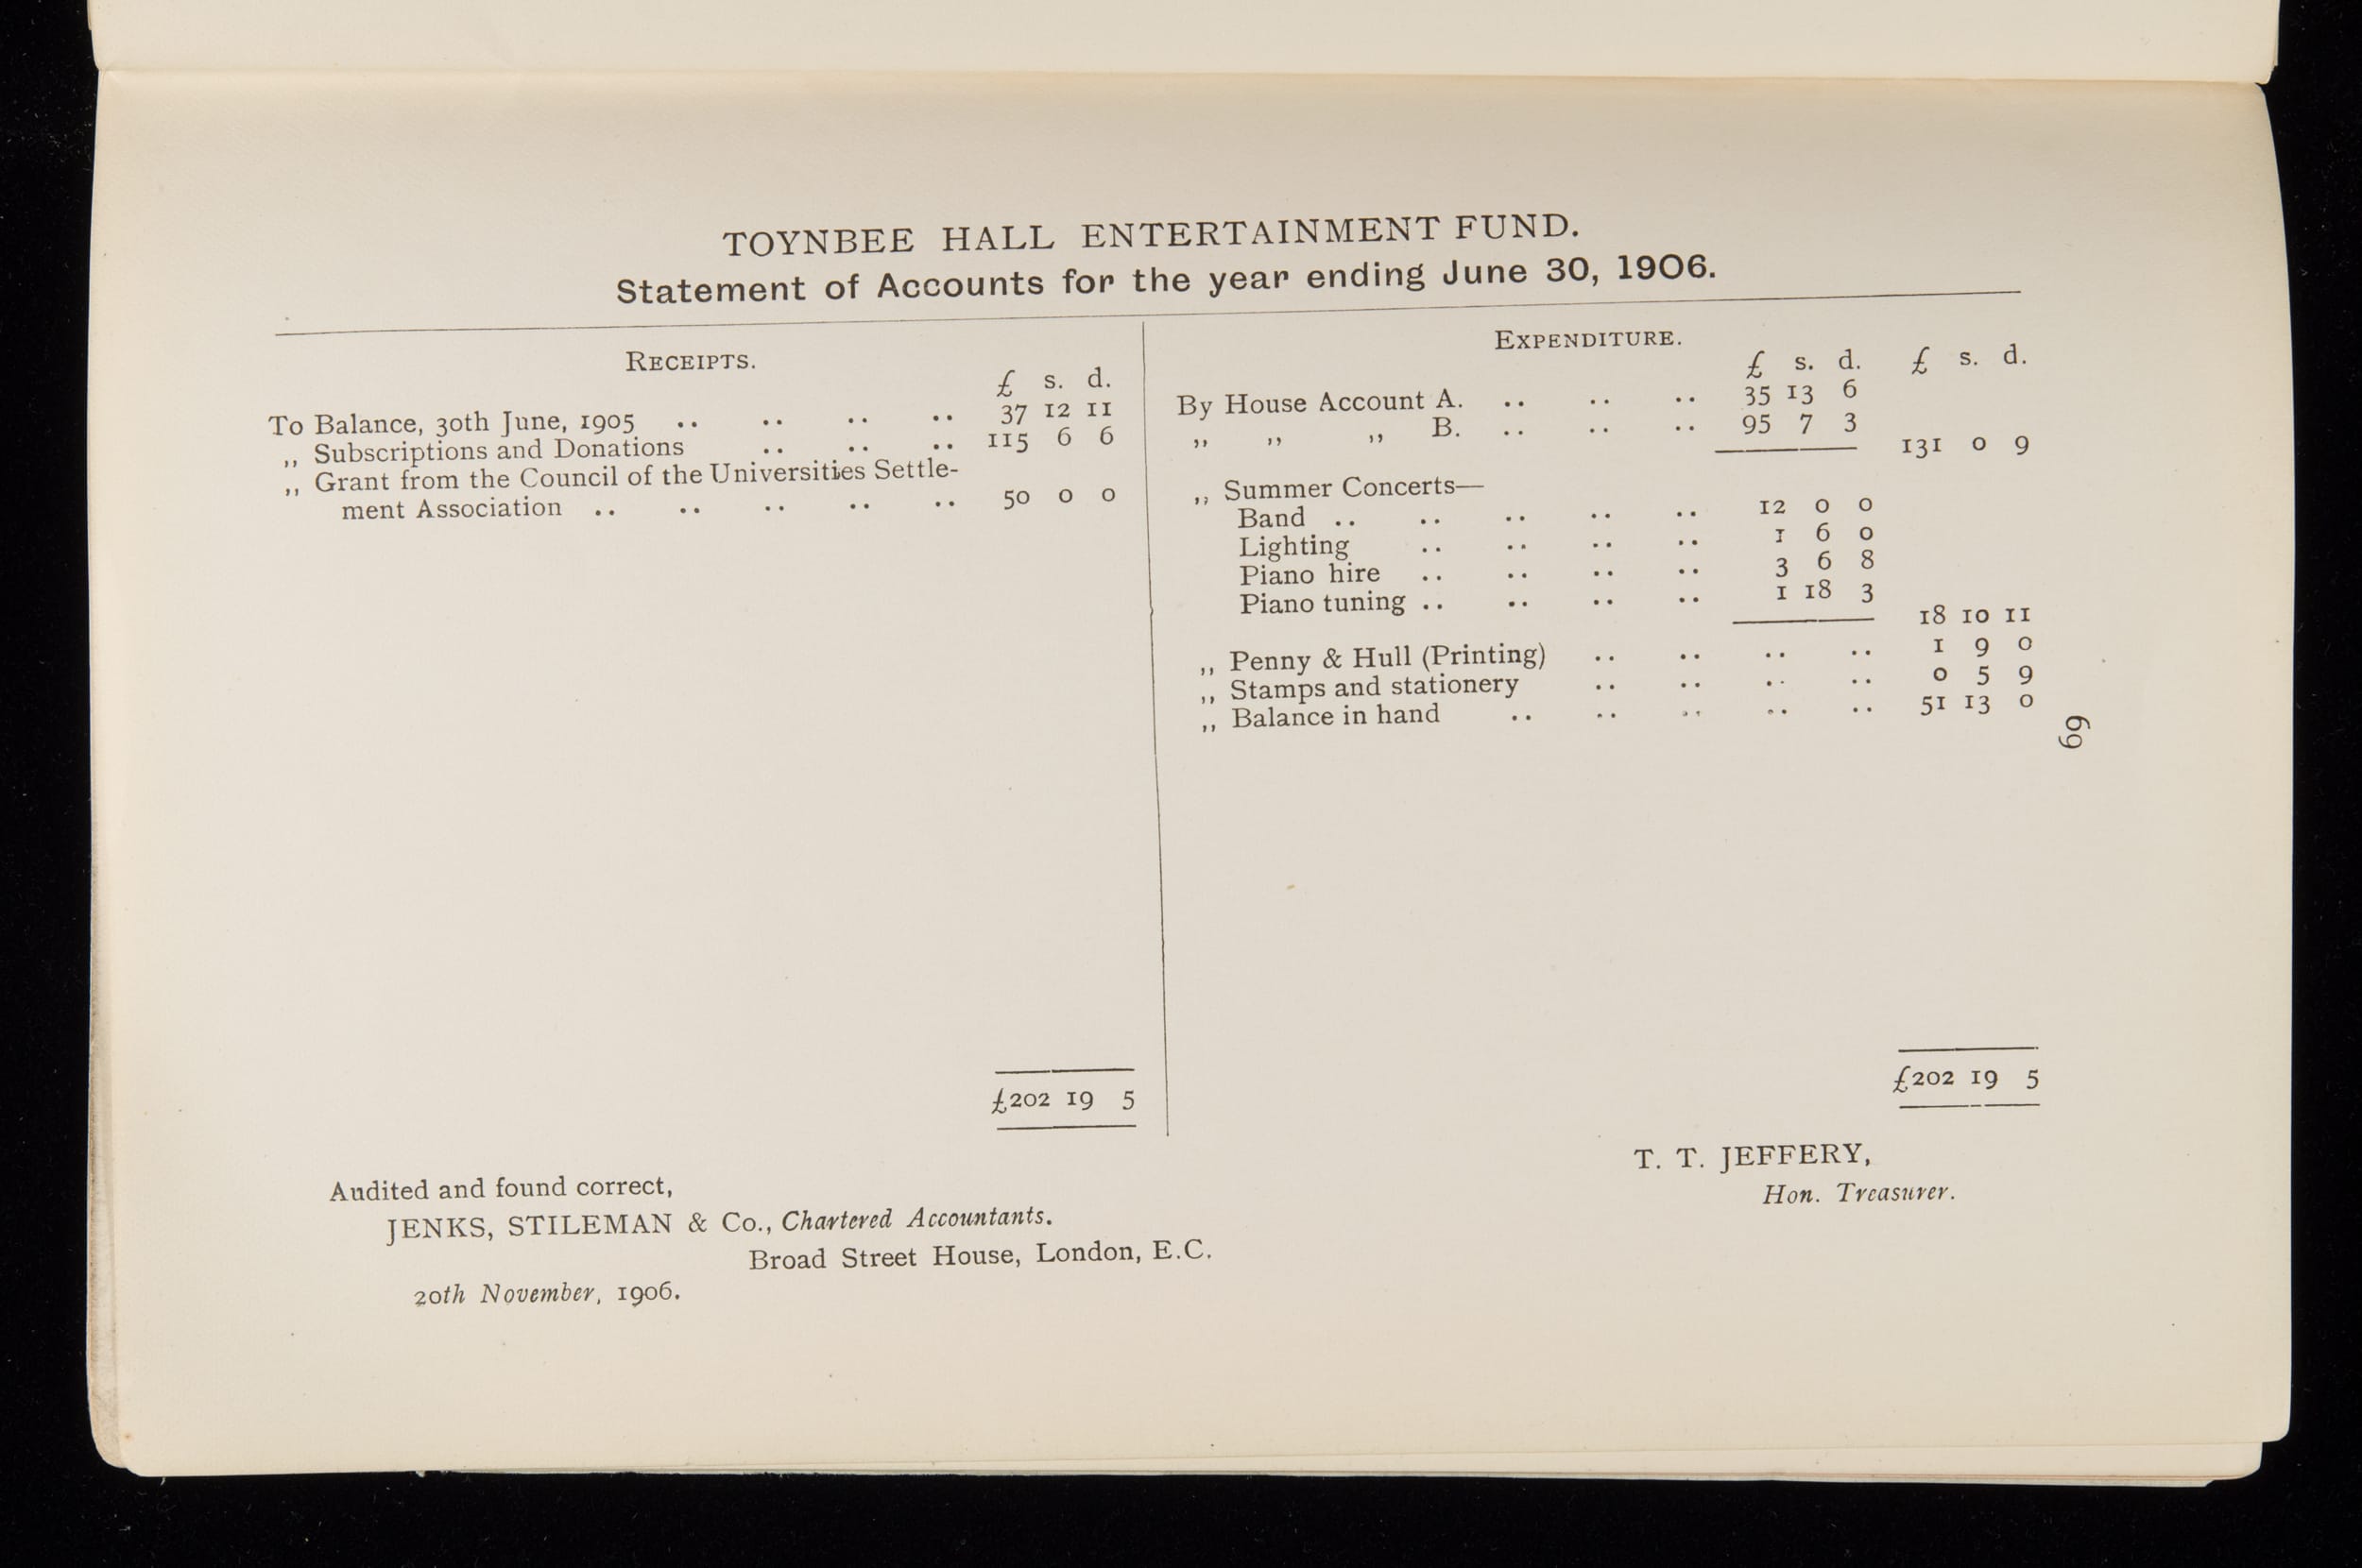 TOYNBEE HALL ENTERTAINMENT FUND.
Statement of Accounts for the year ending June 30, 1906.
RECEIPTS.
£ s. d.
To Balance, 30th June, 1905 .. .. .. .. 37 12 11
,, Subscriptions and Donations .. .. .. 115 6 6
,, Grant from the Council of the Universities Settle-
ment Association .. .. .. .. .. 50 0 0
£202 19 5
EXPENDITURE.
£ s. d. £ s. d.
By House Account A. .. .. .. 35 13 6
,, ,, ,, B. .. .. .. 95 7 3
131 0 9
,, Summer Concerts—
Band .. .. .. .. .. 12 0 0
Lighting .. .. .. .. 1 6 0
Piano hire .. .. .. .. 3 6 8
Piano tuning .. .. .. .. 1 18 3
18 10 11
,, Penny & Hull (Printing) .. .. .. .. 1 9 0
,, Stamps and stationery .. .. .. .. 0 5 9
,, Balance in hand .. .. .. .. .. 51 13 0
£202 19 5
69
Audited and found correct,
JENKS, STILEMAN & Co., Chartered Accountants.
Broad Street House, London, E.C.
20th November, 1906.
T. T. JEFFERY,
Hon. Treasurer.